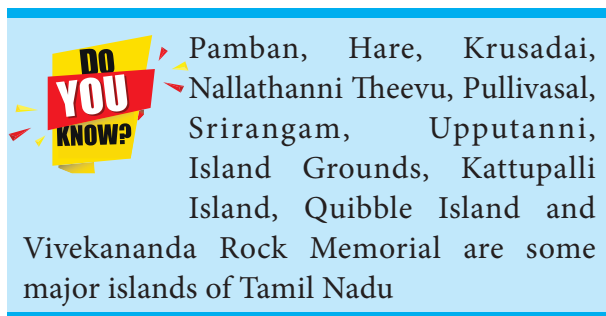 DO
YOU
KNOW?
Pamban, Hare, Krusadai,
Nallathanni Theevu, Pullivasal,
Srirangam, Upputanni,
Island Grounds, Kattupalli
Island, Quibble Island and
Vivekananda Rock Memorial are some
major islands of Tamil Nadu